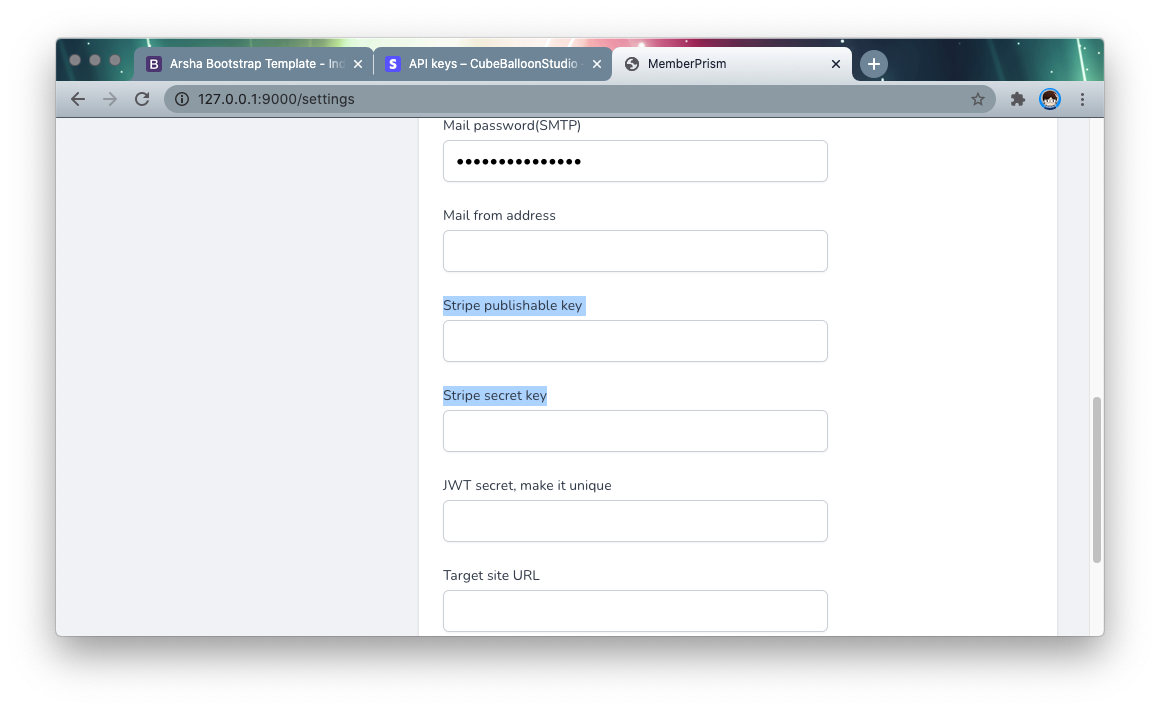 B Arsha Bootstrap Template - Ind
S API keys – CubeBalloonStudio -
MemberPrism
127.0.0.1:9000/settings
Mail password(SMTP)
•••••••••••••••
Mail from address
Stripe publishable key
Stripe secret key
JWT secret, make it unique
Target site URL